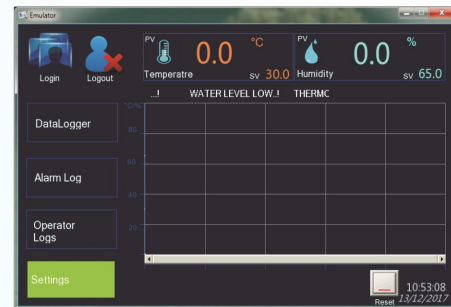 Emulator
PV 0.0 °C
PV 0.0 %
Login Logout
Temperatre SV 30.0
Humidity SV 65.0
...! WATER LEVEL LOW..! THERMC
°C/%
DataLogger
80
60
Alarm Log
40
Operator
Logs
20
Settings
Reset
10:53:08
13/12/2017